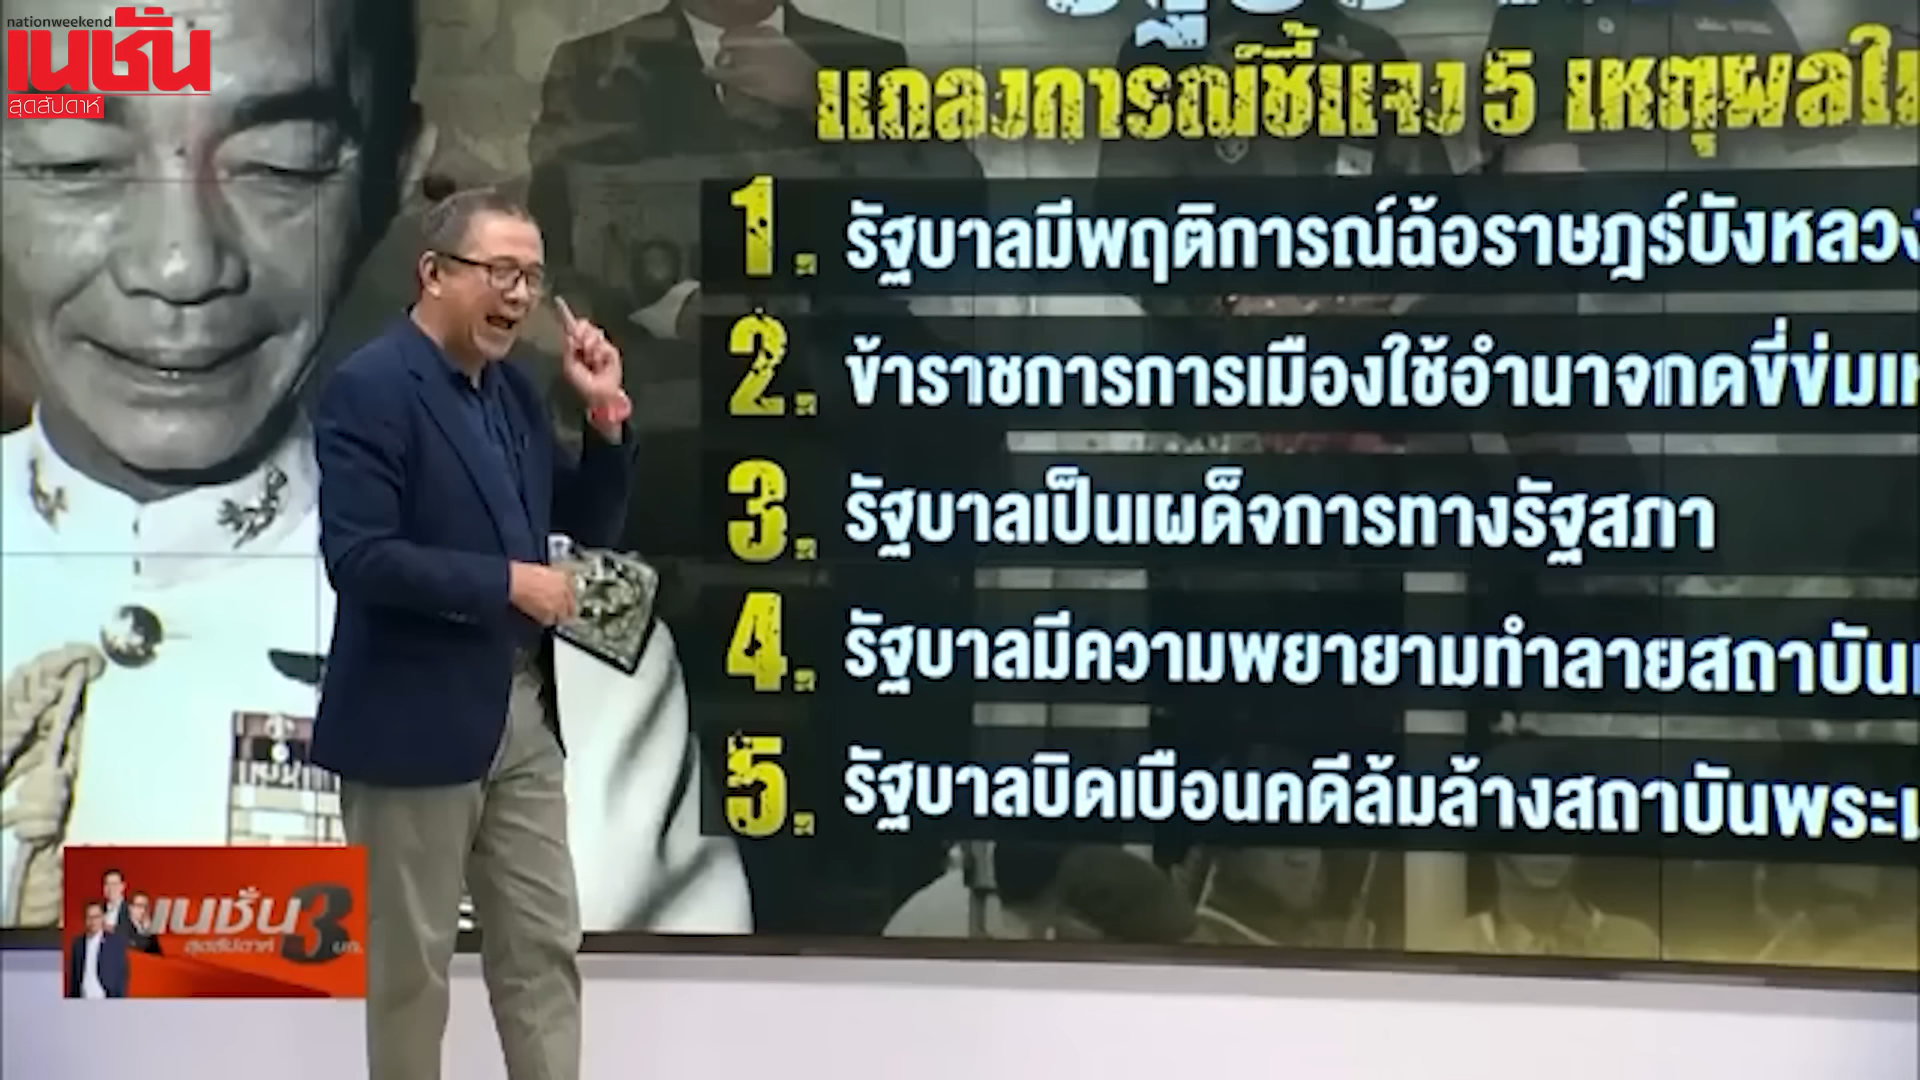 nationweekend
เนชั่น
สุดสัปดาห์
แถลงการณ์ชี้แจง 5 เหตุผลใน
1. รัฐบาลมีพฤติการณ์ฉ้อราษฎร์บังหลวง
2. ข้าราชการการเมืองใช้อำนาจกดขี่ข่มเห
3. รัฐบาลเป็นเผด็จการทางรัฐสภา
4. รัฐบาลมีความพยายามทำลายสถาบัน
5. รัฐบาลบิดเบือนคดีล้มล้างสถาบันพระ
เนชั่น
สุดสัปดาห์ 3 มก.